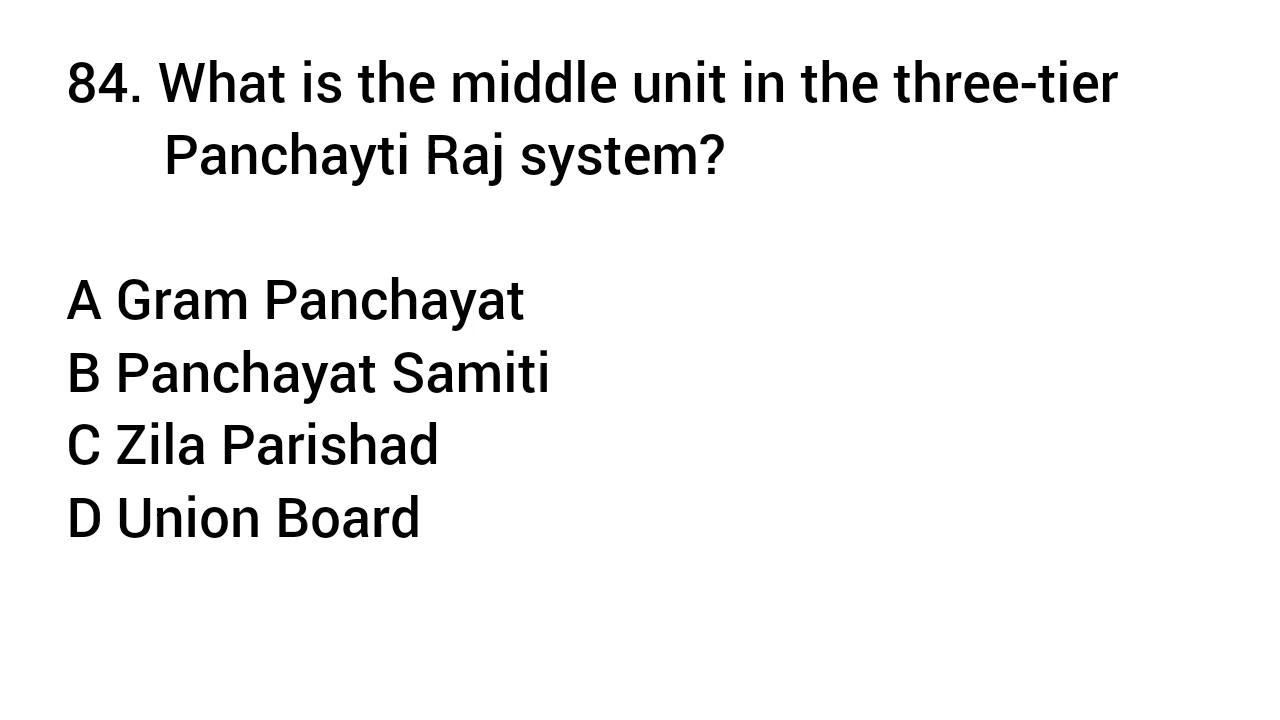 84. What is the middle unit in the three-tier
Panchayti Raj system?
A Gram Panchayat
B Panchayat Samiti
C Zila Parishad
D Union Board